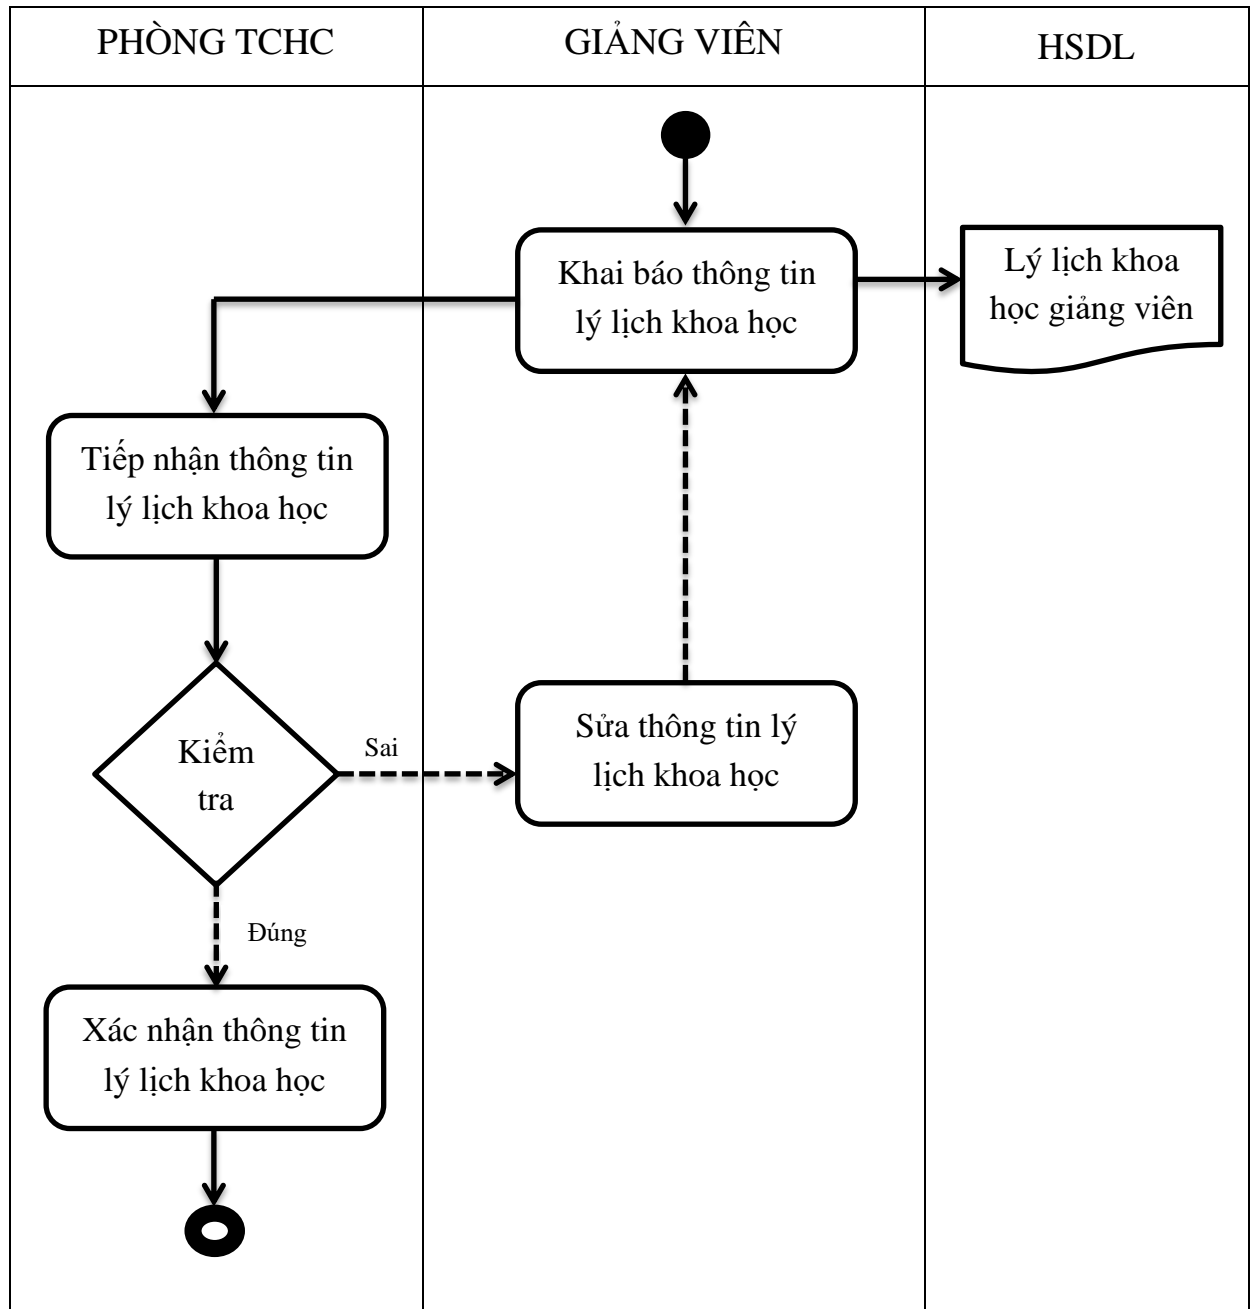 PHÒNG TCHC
GIẢNG VIÊN
HSDL
Khai báo thông tin
lý lịch khoa học
Lý lịch khoa
học giảng viên
Tiếp nhận thông tin
lý lịch khoa học
Kiểm
tra
Sai
Sửa thông tin lý
lịch khoa học
Đúng
Xác nhận thông tin
lý lịch khoa học